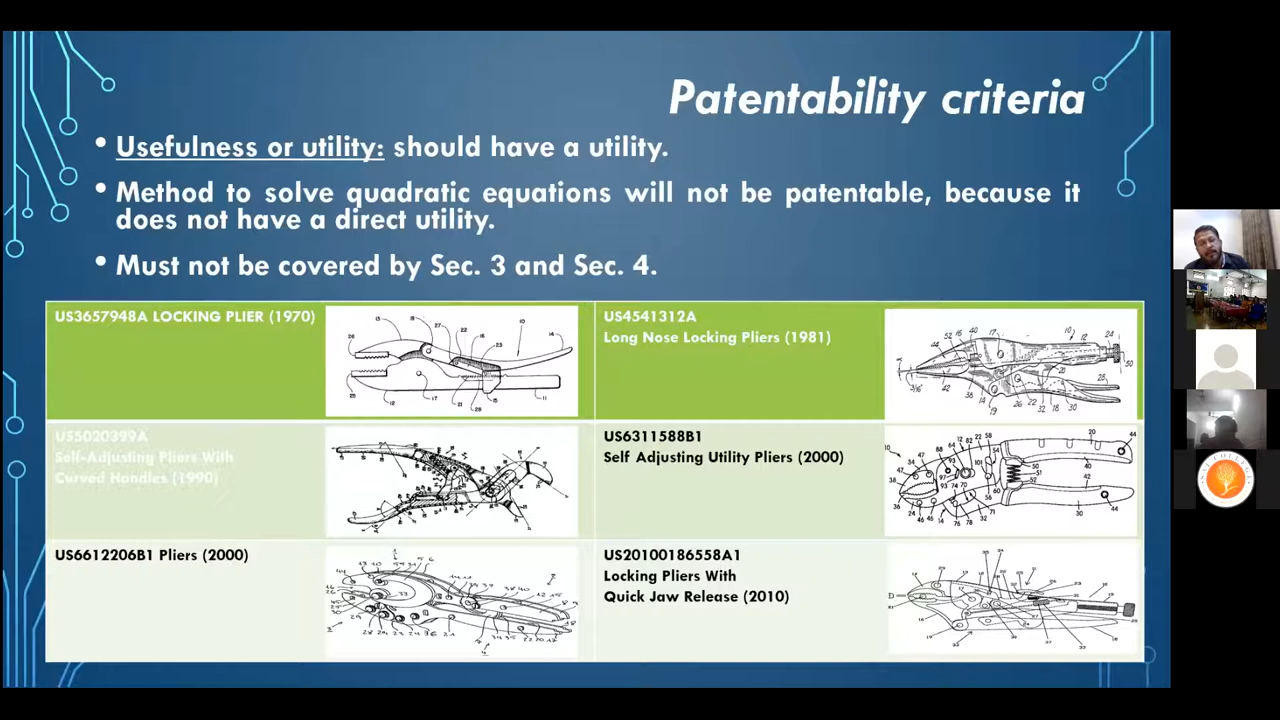 Patentability criteria
• Usefulness or utility: should have a utility.
• Method to solve quadratic equations will not be patentable, because it
does not have a direct utility.
• Must not be covered by Sec. 3 and Sec. 4.
US3657948A LOCKING PLIER (1970)
US4541312A
Long Nose Locking Pliers (1981)
US5020399A
Self-Adjusting Pliers With
Curved Handles (1990)
US6311588B1
Self Adjusting Utility Pliers (2000)
US6612206B1 Pliers (2000)
US20100186558A1
Locking Pliers With
Quick Jaw Release (2010)